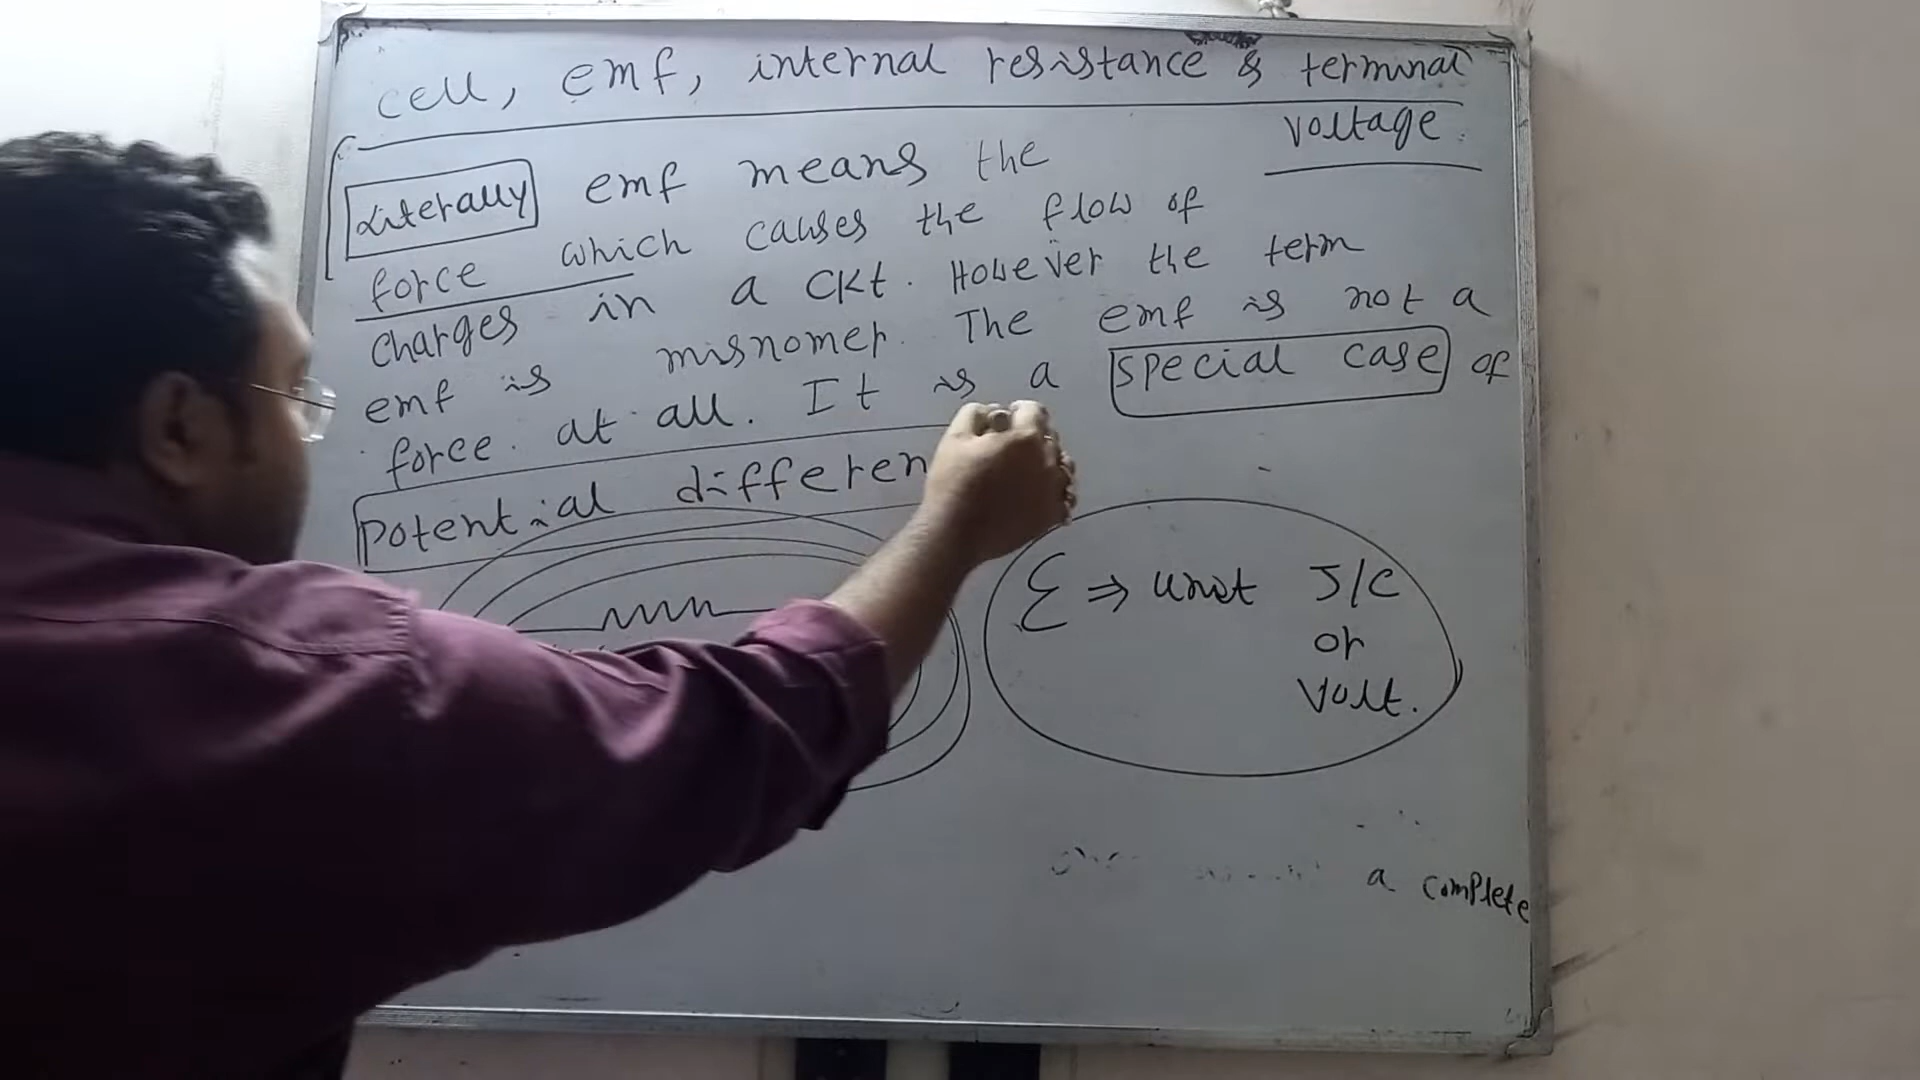 cell, emf, internal resistance & terminal
voltage.
Literally emf means the
force which causes the flow of
charges in a ckt. However the term
emf is misnomer. The emf is not a
force. at all. It is a special case of
potential differen
Ɛ ⇒ unit J/C
or
Volt.
a complete